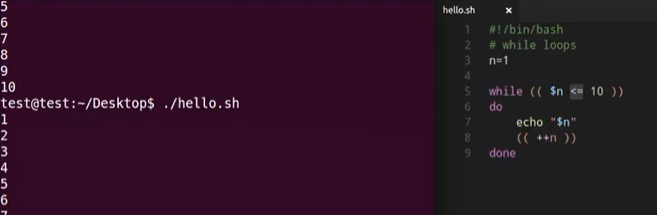 5
6
7
8
9
10
test@test:~/Desktop$ ./hello.sh
1
2
3
4
5
6
7
hello.sh ×
1 #!/bin/bash
2 # while loops
3 n=1
4
5 while (( $n <= 10 ))
6 do
7 echo "$n"
8 (( ++n ))
9 done